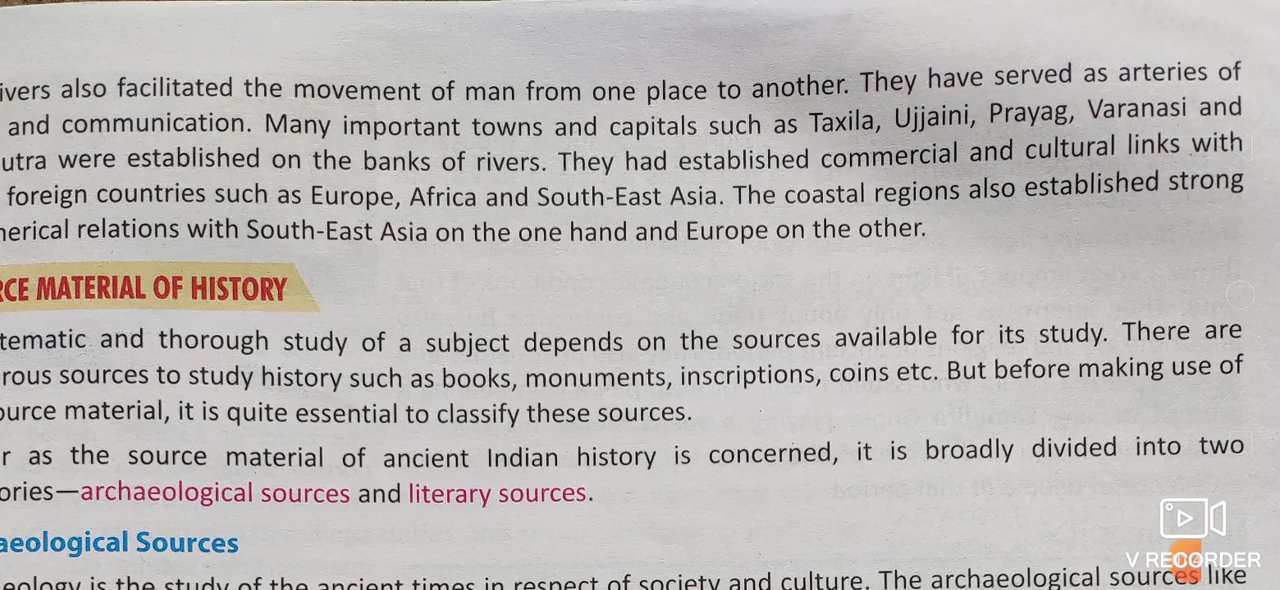 ivers also facilitated the movement of man from one place to another. They have served as arteries of
and communication. Many important towns and capitals such as Taxila, Ujjaini, Prayag, Varanasi and
utra were established on the banks of rivers. They had established commercial and cultural links with
foreign countries such as Europe, Africa and South-East Asia. The coastal regions also established strong
nerical relations with South-East Asia on the one hand and Europe on the other.
RCE MATERIAL OF HISTORY
tematic and thorough study of a subject depends on the sources available for its study. There are
rous sources to study history such as books, monuments, inscriptions, coins etc. But before making use of
ource material, it is quite essential to classify these sources.
r as the source material of ancient Indian history is concerned, it is broadly divided into two
ories—archaeological sources and literary sources.
aeological Sources
eology is the study of the ancient times in respect of society and culture. The archaeological sources like
V RECORDER